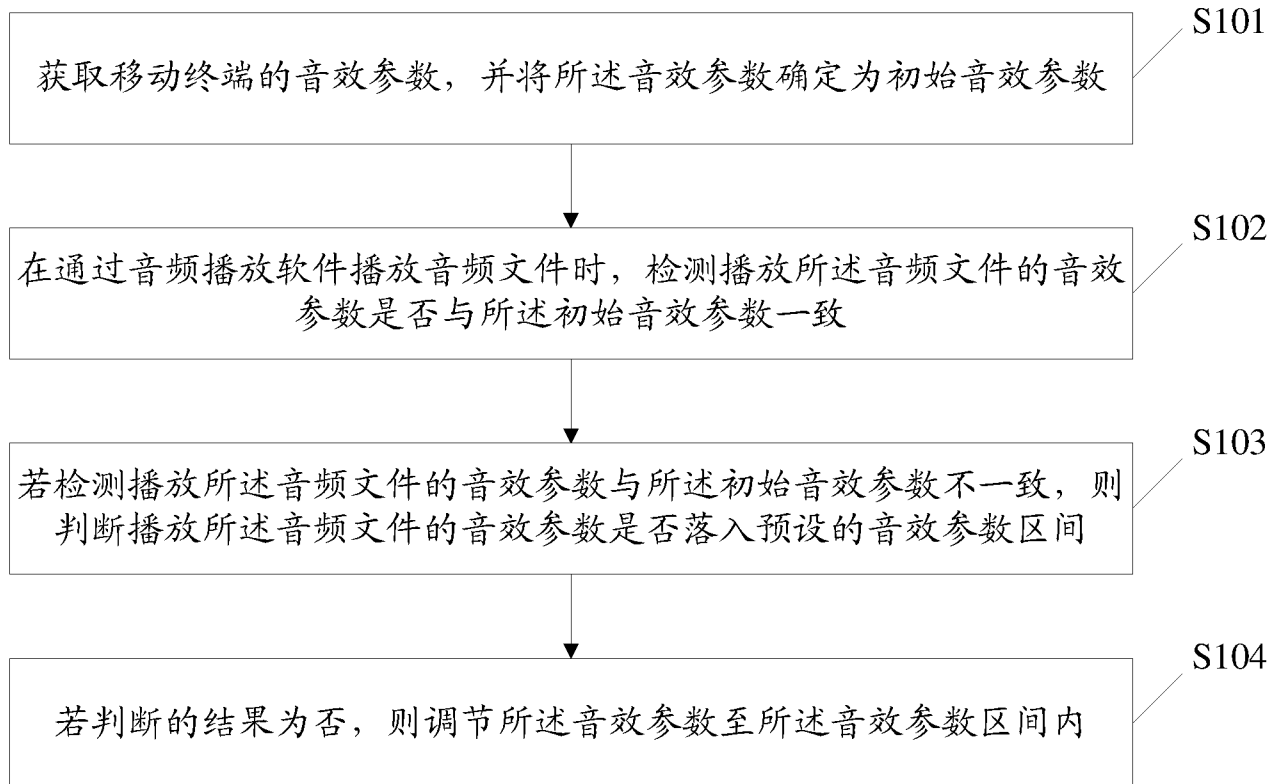 S101
获取移动终端的音效参数，并将所述音效参数确定为初始音效参数
S102
在通过音频播放软件播放音频文件时，检测播放所述音频文件的音效
参数是否与所述初始音效参数一致
S103
若检测播放所述音频文件的音效参数与所述初始音效参数不一致，则
判断播放所述音频文件的音效参数是否落入预设的音效参数区间
S104
若判断的结果为否，则调节所述音效参数至所述音效参数区间内